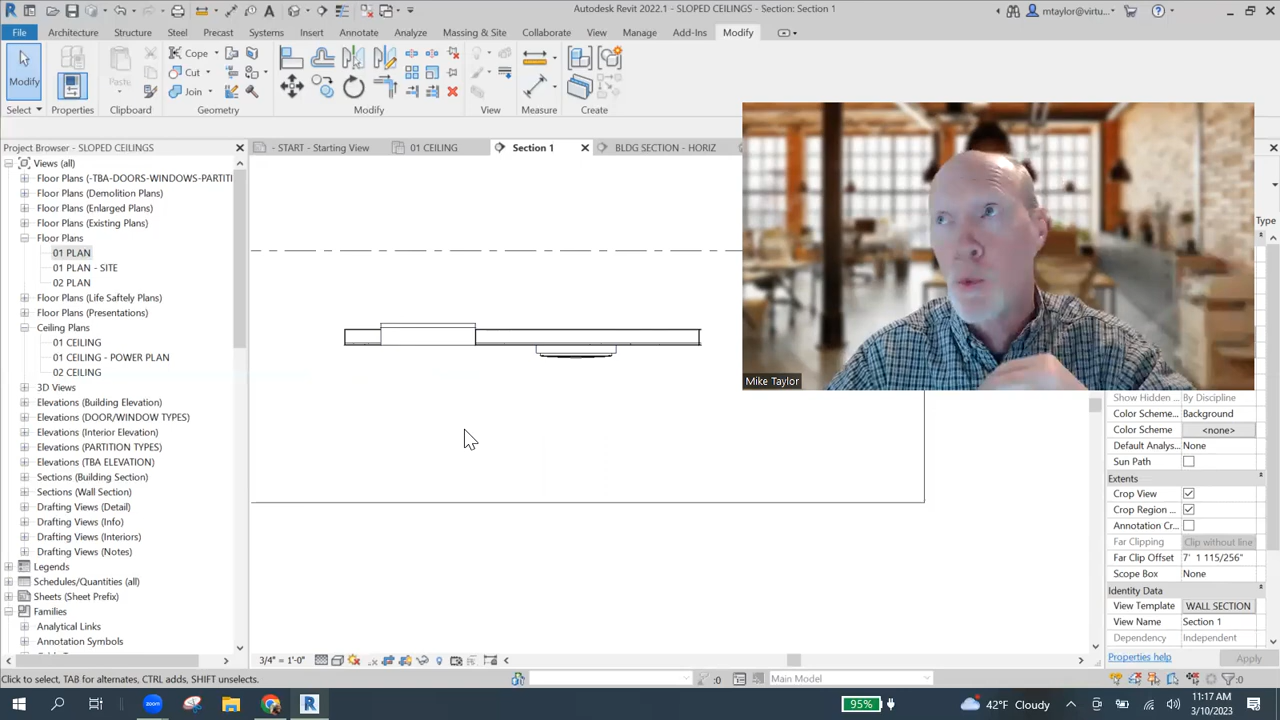 Autodesk Revit 2022.1 - SLOPED CEILINGS - Section: Section 1
mtaylor@virtu...
File Architecture Structure Steel Precast Systems Insert Annotate Analyze Massing & Site Collaborate View Manage Add-Ins Modify
Modify
Paste
Cope
Cut
Join
Select Properties Clipboard Geometry Modify View Measure Create
Project Browser - SLOPED CEILINGS
- START - Starting View 01 CEILING Section 1 BLDG SECTION - HORIZ
Views (all)
Floor Plans (-TBA-DOORS-WINDOWS-PARTITI
Floor Plans (Demolition Plans)
Floor Plans (Enlarged Plans)
Floor Plans (Existing Plans)
Floor Plans
01 PLAN
01 PLAN - SITE
02 PLAN
Floor Plans (Life Saftely Plans)
Floor Plans (Presentations)
Ceiling Plans
01 CEILING
01 CEILING - POWER PLAN
02 CEILING
3D Views
Elevations (Building Elevation)
Elevations (DOOR/WINDOW TYPES)
Elevations (Interior Elevation)
Elevations (PARTITION TYPES)
Elevations (TBA ELEVATION)
Sections (Building Section)
Sections (Wall Section)
Drafting Views (Detail)
Drafting Views (Info)
Drafting Views (Interiors)
Drafting Views (Notes)
Legends
Schedules/Quantities (all)
Sheets (Sheet Prefix)
Families
Analytical Links
Annotation Symbols
Mike Taylor
Type
Show Hidden ... By Discipline
Color Scheme... Background
Color Scheme <none>
Default Analys... None
Sun Path
Extents
Crop View
Crop Region ...
Annotation Cr...
Far Clipping Clip without line
Far Clip Offset 7' 1 115/256"
Scope Box None
Identity Data
View Template WALL SECTION
View Name Section 1
Dependency Independent
Properties help Apply
3/4" = 1'-0"
Click to select, TAB for alternates, CTRL adds, SHIFT unselects.
:0 Main Model :0
95% 42°F Cloudy 11:17 AM
3/10/2023